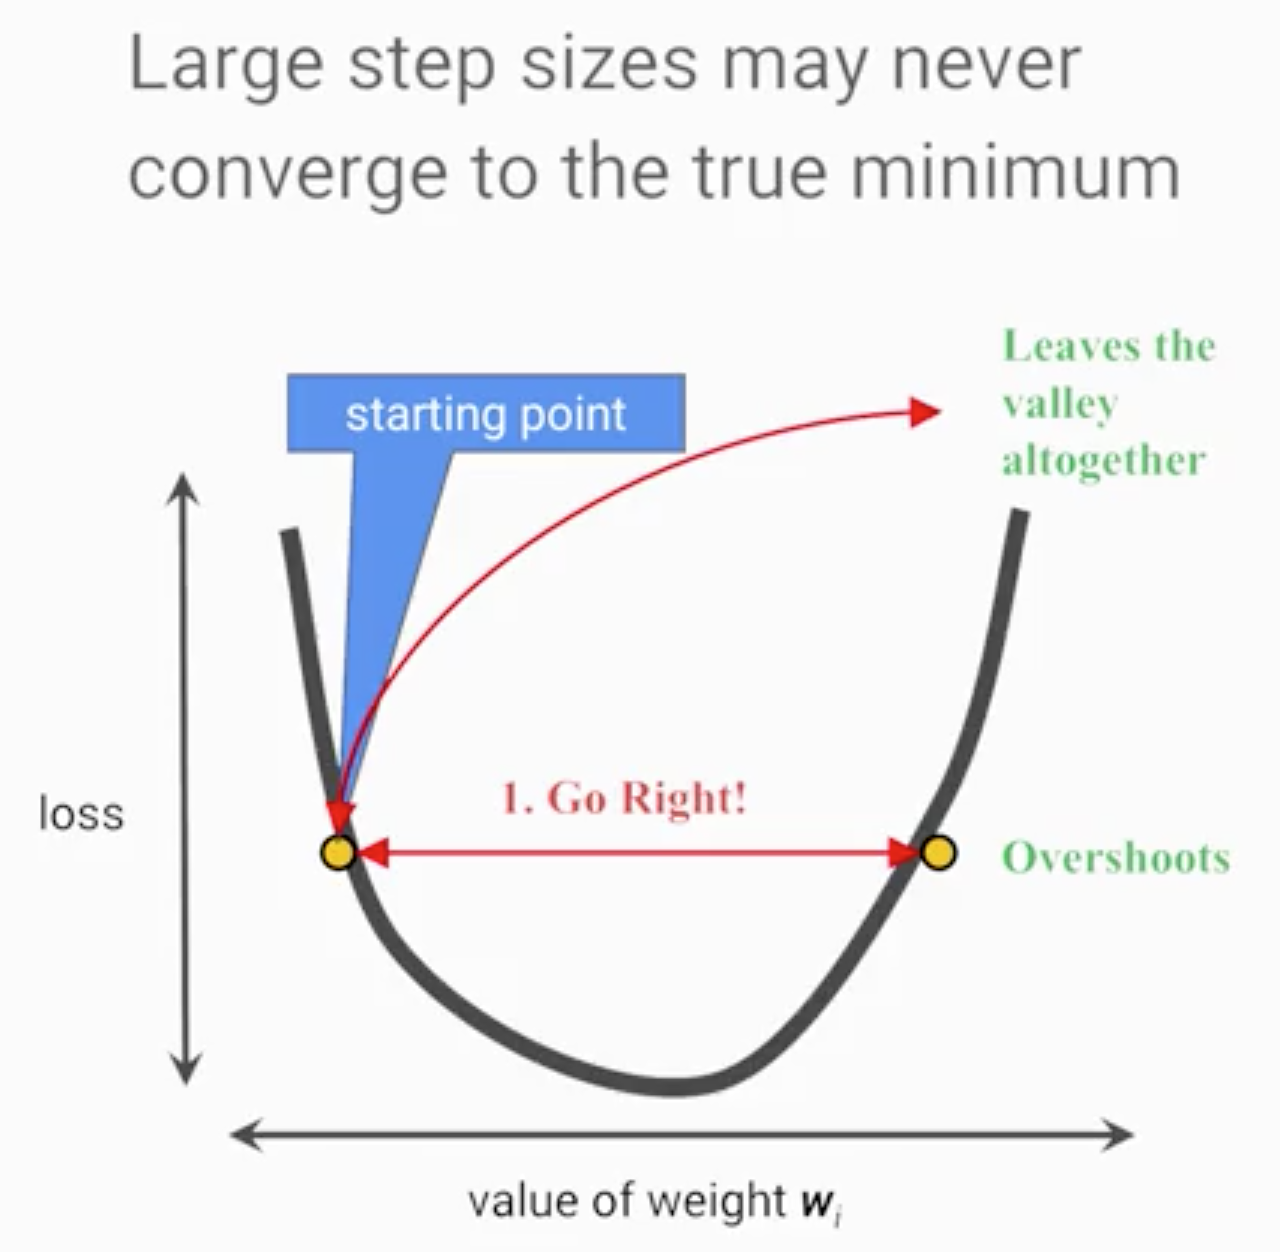 Large step sizes may never
converge to the true minimum
Leaves the
valley
altogether
starting point
loss
1. Go Right!
Overshoots
value of weight wᵢ